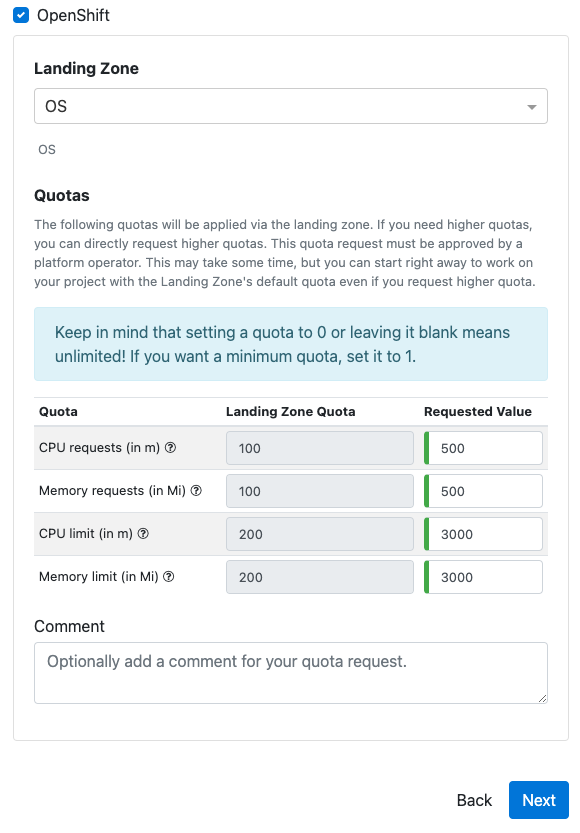 OpenShift
Landing Zone
OS
OS
Quotas
The following quotas will be applied via the landing zone. If you need higher quotas,
you can directly request higher quotas. This quota request must be approved by a
platform operator. This may take some time, but you can start right away to work on
your project with the Landing Zone's default quota even if you request higher quota.
Keep in mind that setting a quota to 0 or leaving it blank means
unlimited! If you want a minimum quota, set it to 1.
Quota Landing Zone Quota Requested Value
CPU requests (in m) 100 500
Memory requests (in Mi) 100 500
CPU limit (in m) 200 3000
Memory limit (in Mi) 200 3000
Comment
Optionally add a comment for your quota request.
Back Next